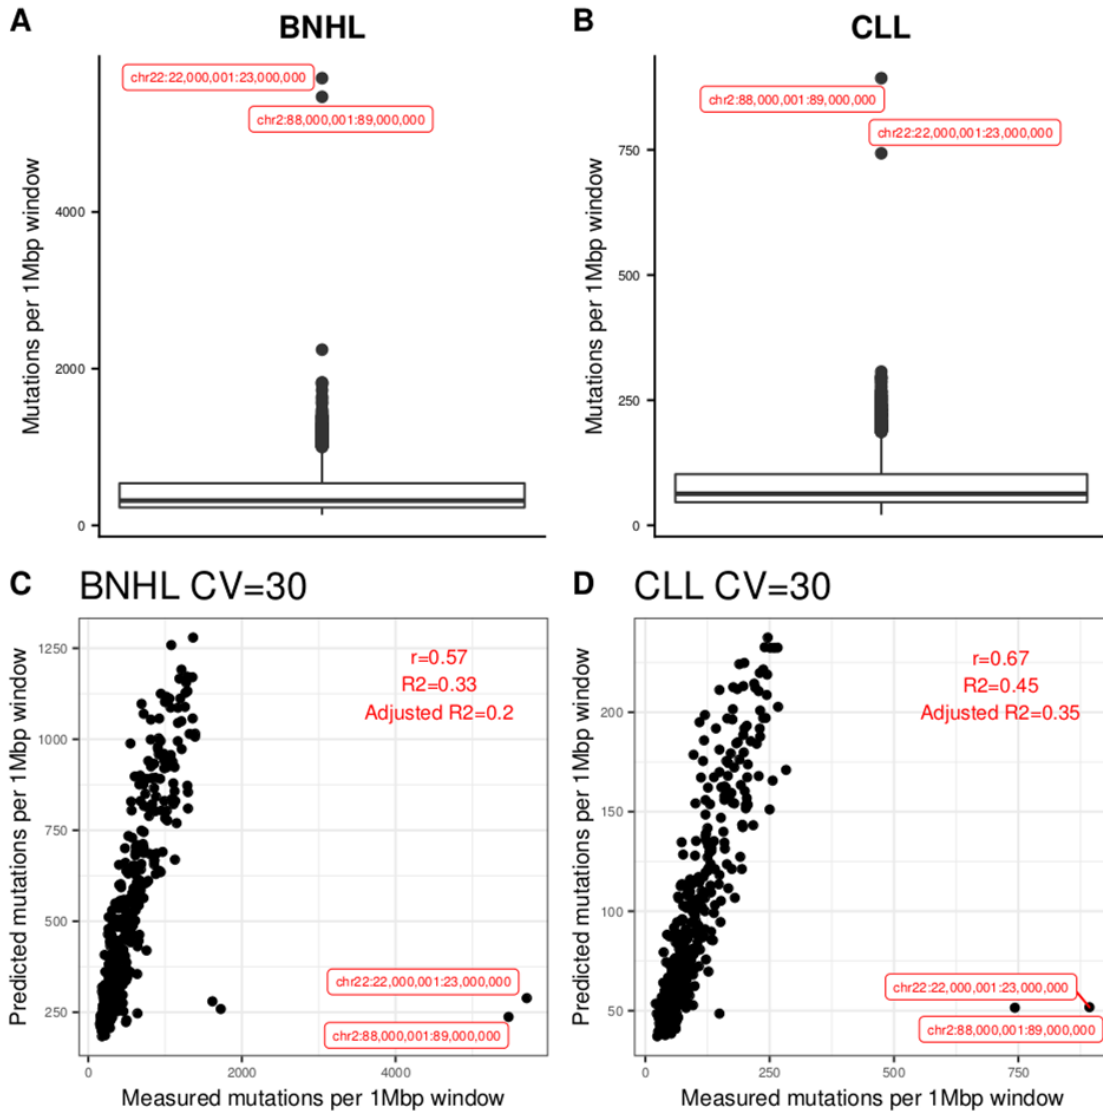 A
BNHL
Mutations per 1Mbp window
4000
2000
0
chr22:22,000,001:23,000,000
chr2:88,000,001:89,000,000
B
CLL
Mutations per 1Mbp window
750
500
250
0
chr2:88,000,001:89,000,000
chr22:22,000,001:23,000,000
C
BNHL CV=30
Predicted mutations per 1Mbp window
1250
1000
750
500
250
r=0.57
R2=0.33
Adjusted R2=0.2
chr22:22,000,001:23,000,000
chr2:88,000,001:89,000,000
0 2000 4000
Measured mutations per 1Mbp window
D
CLL CV=30
Predicted mutations per 1Mbp window
200
150
100
50
r=0.67
R2=0.45
Adjusted R2=0.35
chr22:22,000,001:23,000,000
chr2:88,000,001:89,000,000
0 250 500 750
Measured mutations per 1Mbp window